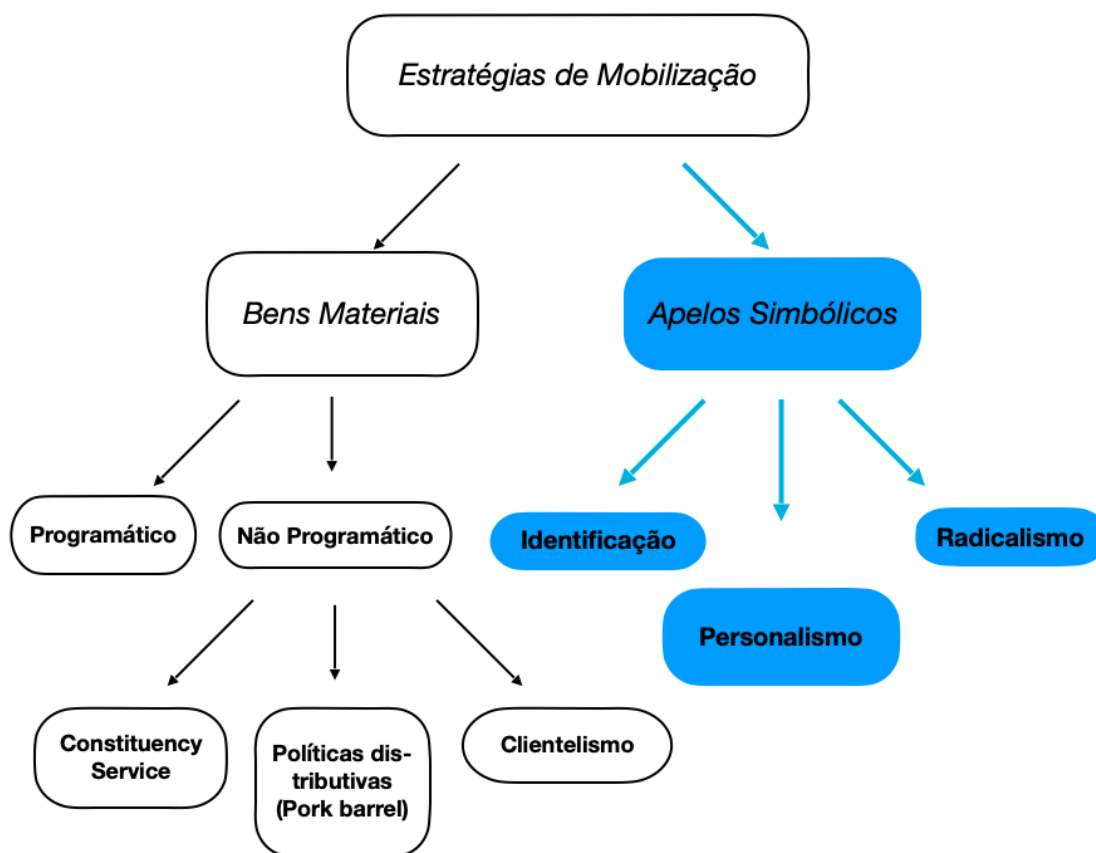 Estratégias de Mobilização
Bens Materiais
Apelos Simbólicos
Programático
Não Programático
Identificação
Radicalismo
Personalismo
Constituency
Service
Políticas dis-
tributivas
(Pork barrel)
Clientelismo